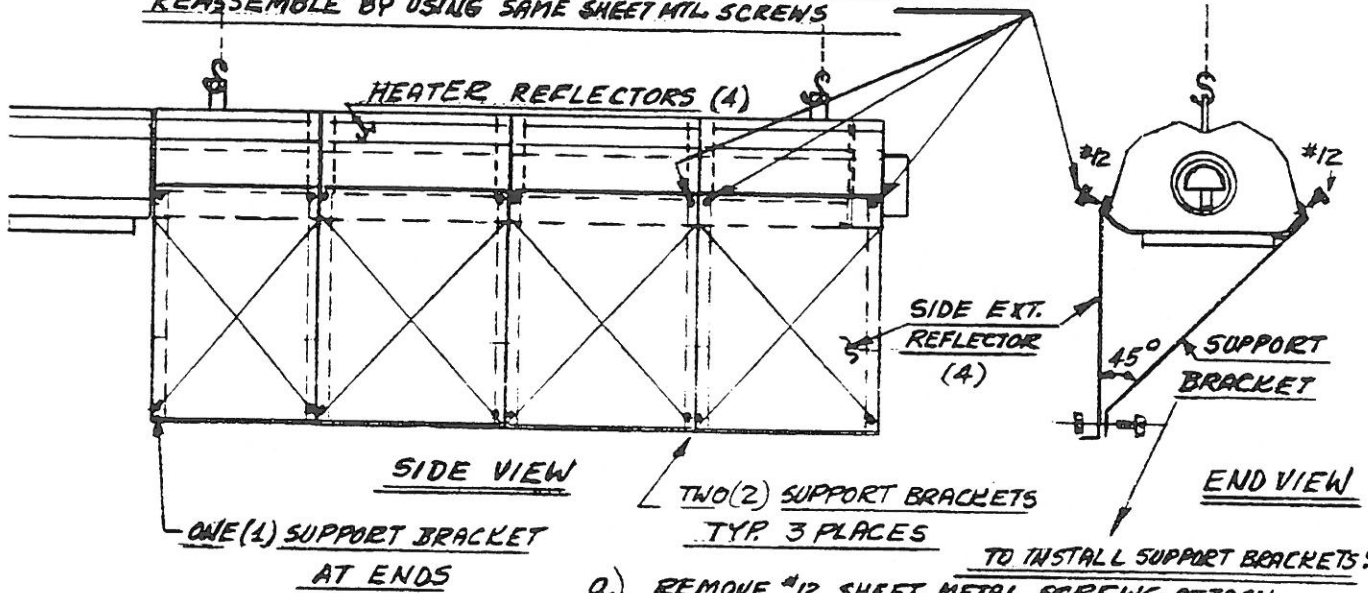 REASSEMBLE BY USING SAME SHEET MTL SCREWS
HEATER REFLECTORS (4)
#12
#12
SIDE EXT.
REFLECTOR
(4)
45°
SUPPORT
BRACKET
SIDE VIEW
END VIEW
TWO(2) SUPPORT BRACKETS
TYP. 3 PLACES
ONE(1) SUPPORT BRACKET
AT ENDS
TO INSTALL SUPPORT BRACKETS:
a.) REMOVE #12 SHEET METAL SCREWS ATTACH